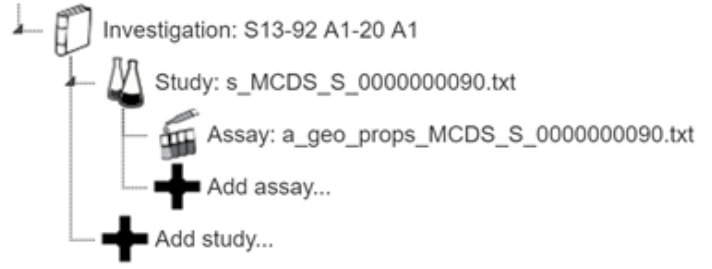 Investigation: S13-92 A1-20 A1
Study: s_MCDS_S_0000000090.txt
Assay: a_geo_props_MCDS_S_0000000090.txt
Add assay...
Add study...